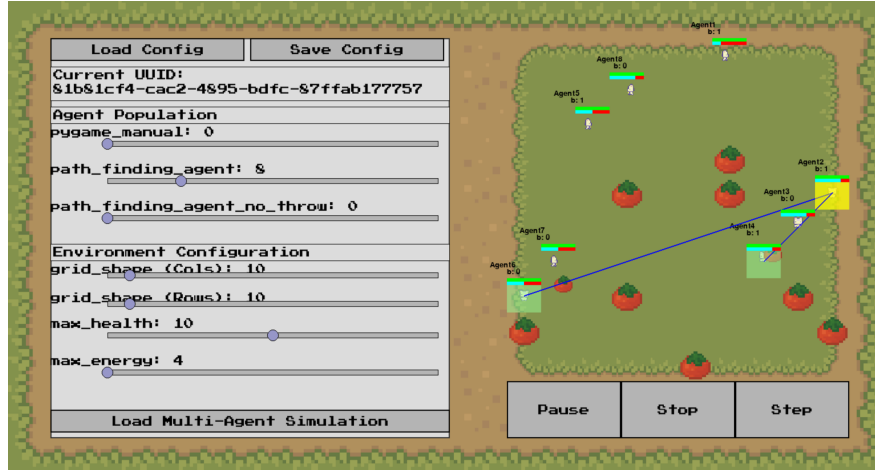 Load Config
Save Config
Current UUID:
81b81cf4-cac2-4895-bdfc-87ffab177757
Agent Population
pygame_manual: 0
path_finding_agent: 8
path_finding_agent_no_throw: 0
Environment Configuration
grid_shape (Cols): 10
grid_shape (Rows): 10
max_health: 10
max_energy: 4
Load Multi-Agent Simulation
Agent1
b: 1
Agent8
b: 0
Agent5
b: 1
Agent2
b: 1
Agent3
b: 0
Agent4
b: 1
Agent7
b: 0
Agent6
b: 0
Pause
Stop
Step